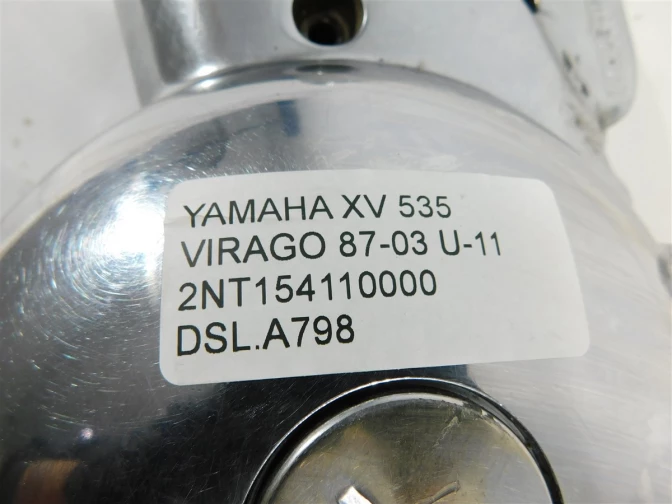 YAMAHA XV 535
VIRAGO 87-03 U-11
2NT154110000
DSL.A798